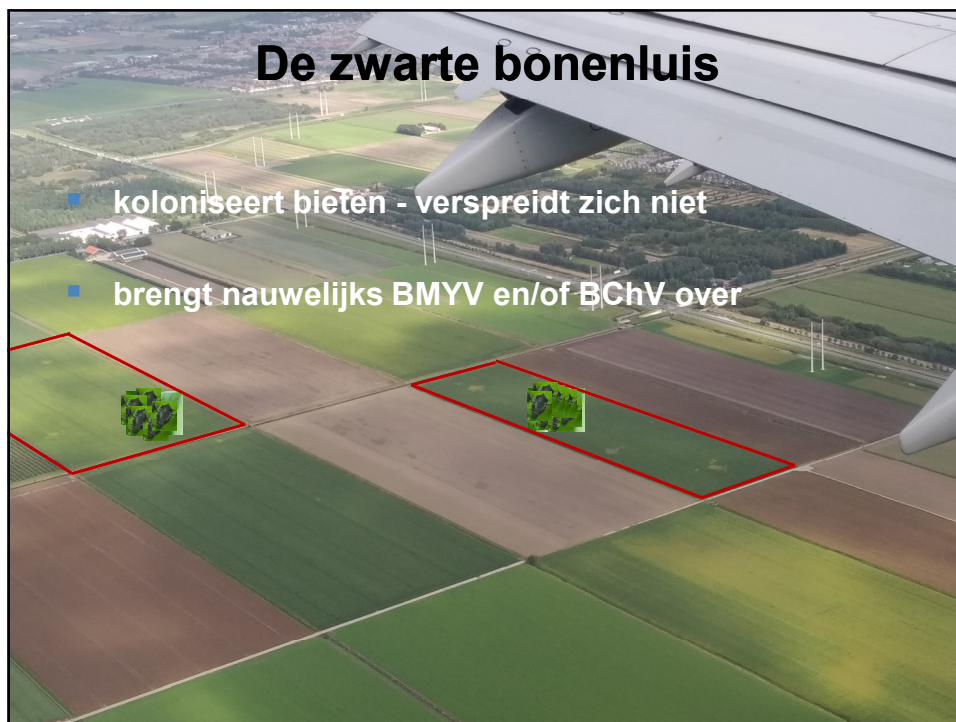 De zwarte bonenluis
koloniseert bieten - verspreidt zich niet
brengt nauwelijks BMYV en/of BChV over